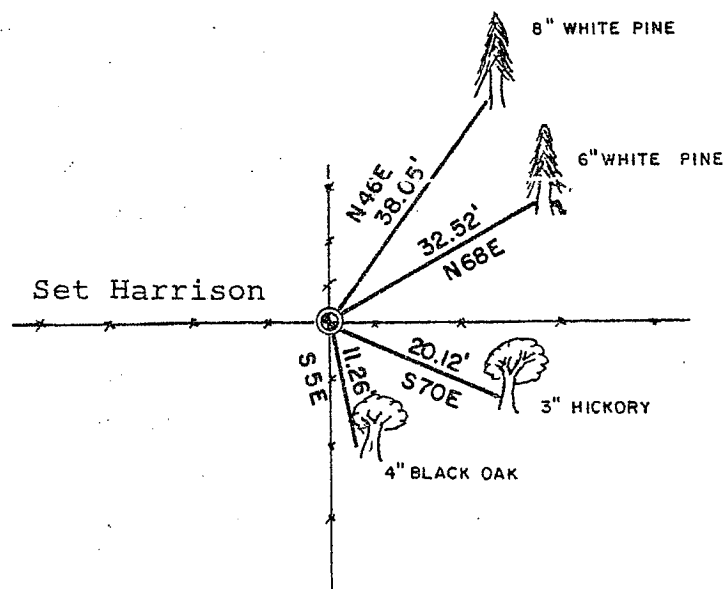 8" WHITE PINE
6" WHITE PINE
N46E
38.05'
32.52'
N68E
Set Harrison
20.12'
S70E
11.26'
S5E
3" HICKORY
4" BLACK OAK